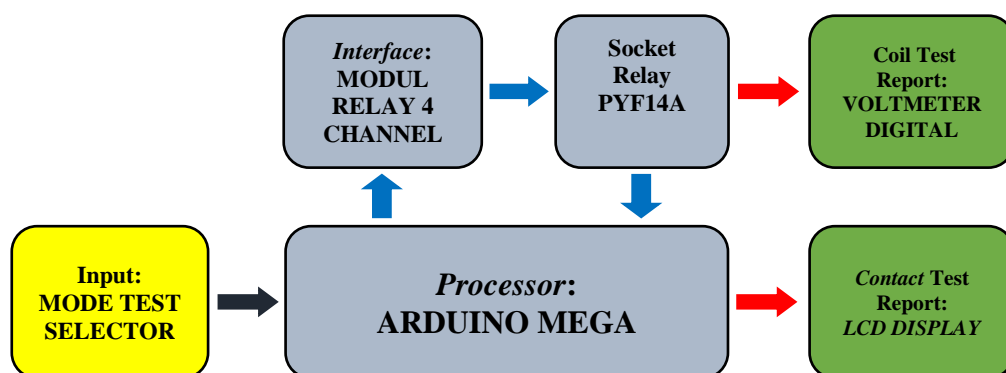 Interface:
MODUL
RELAY 4
CHANNEL
Socket
Relay
PYF14A
Coil Test
Report:
VOLTMETER
DIGITAL
Input:
MODE TEST
SELECTOR
Processor:
ARDUINO MEGA
Contact Test
Report:
LCD DISPLAY